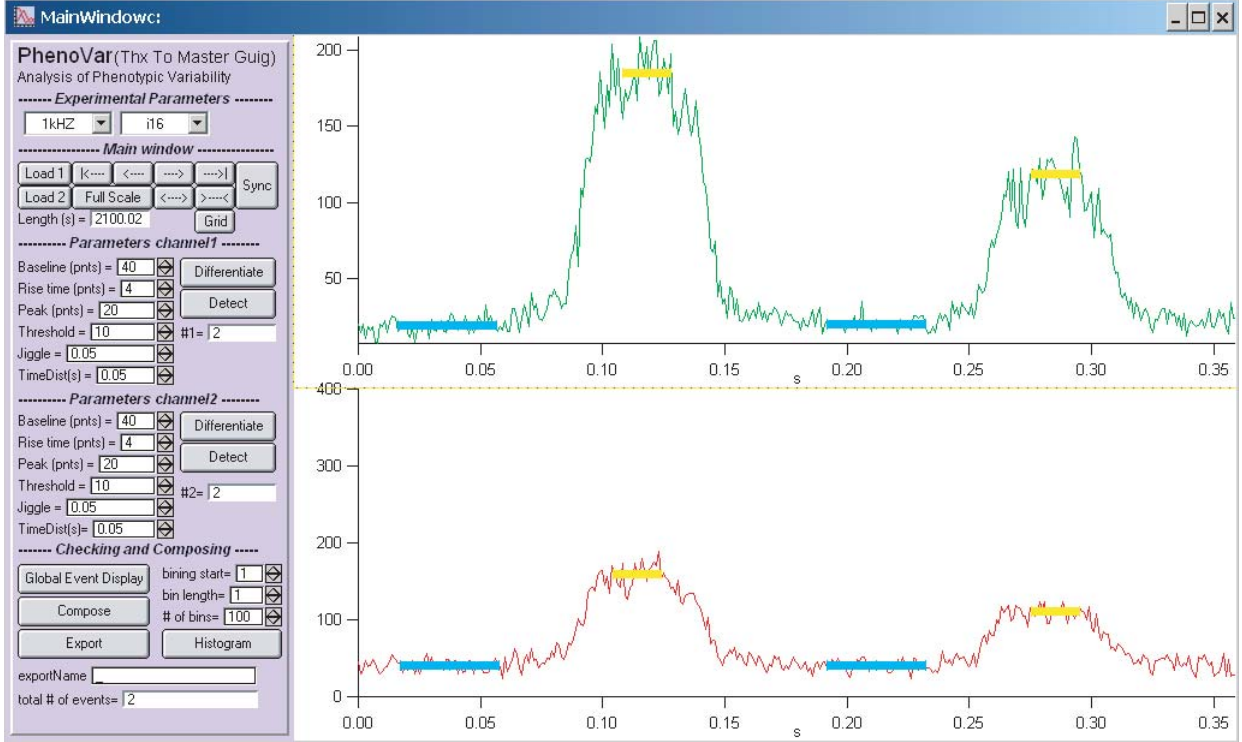 MainWindowc:
PhenoVar(Thx To Master Guig)
Analysis of Phenotypic Variability
------- Experimental Parameters --------
1kHZ i16
----------------- Main window ----------------
Load 1 |<---- <---- ----> ---->| Sync
Load 2 Full Scale <----> >----<
Length (s) = 2100.02 Grid
---------- Parameters channel1 --------
Baseline (pnts) = 40 Differentiate
Rise time (pnts) = 4
Peak (pnts) = 20 Detect
Threshold = 10 #1= 2
Jiggle = 0.05
TimeDist(s) = 0.05
---------- Parameters channel2 --------
Baseline (pnts) = 40 Differentiate
Rise time (pnts) = 4
Peak (pnts) = 20 Detect
Threshold = 10 #2= 2
Jiggle = 0.05
TimeDist(s)= 0.05
------- Checking and Composing -----
Global Event Display bining start= 1
bin length= 1
Compose # of bins= 100
Export Histogram
exportName _
total # of events= 2
200
150
100
50
0.00 0.05 0.10 0.15 0.20 0.25 0.30 0.35
s
400
300
200
100
0
0.00 0.05 0.10 0.15 0.20 0.25 0.30 0.35
s